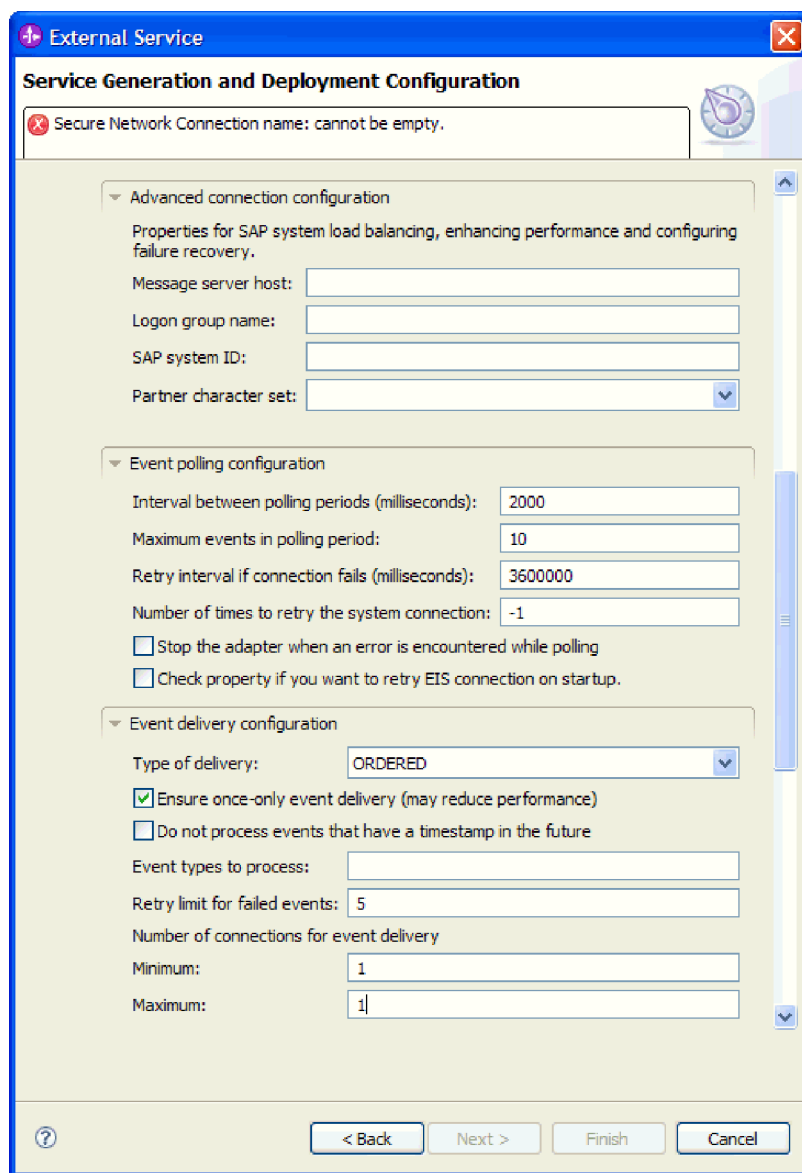 External Service
Service Generation and Deployment Configuration
Secure Network Connection name: cannot be empty.
Advanced connection configuration
Properties for SAP system load balancing, enhancing performance and configuring
failure recovery.
Message server host:
Logon group name:
SAP system ID:
Partner character set:
Event polling configuration
Interval between polling periods (milliseconds): 2000
Maximum events in polling period: 10
Retry interval if connection fails (milliseconds): 3600000
Number of times to retry the system connection: -1
Stop the adapter when an error is encountered while polling
Check property if you want to retry EIS connection on startup.
Event delivery configuration
Type of delivery: ORDERED
Ensure once-only event delivery (may reduce performance)
Do not process events that have a timestamp in the future
Event types to process:
Retry limit for failed events: 5
Number of connections for event delivery
Minimum: 1
Maximum: 1
? < Back Next > Finish Cancel